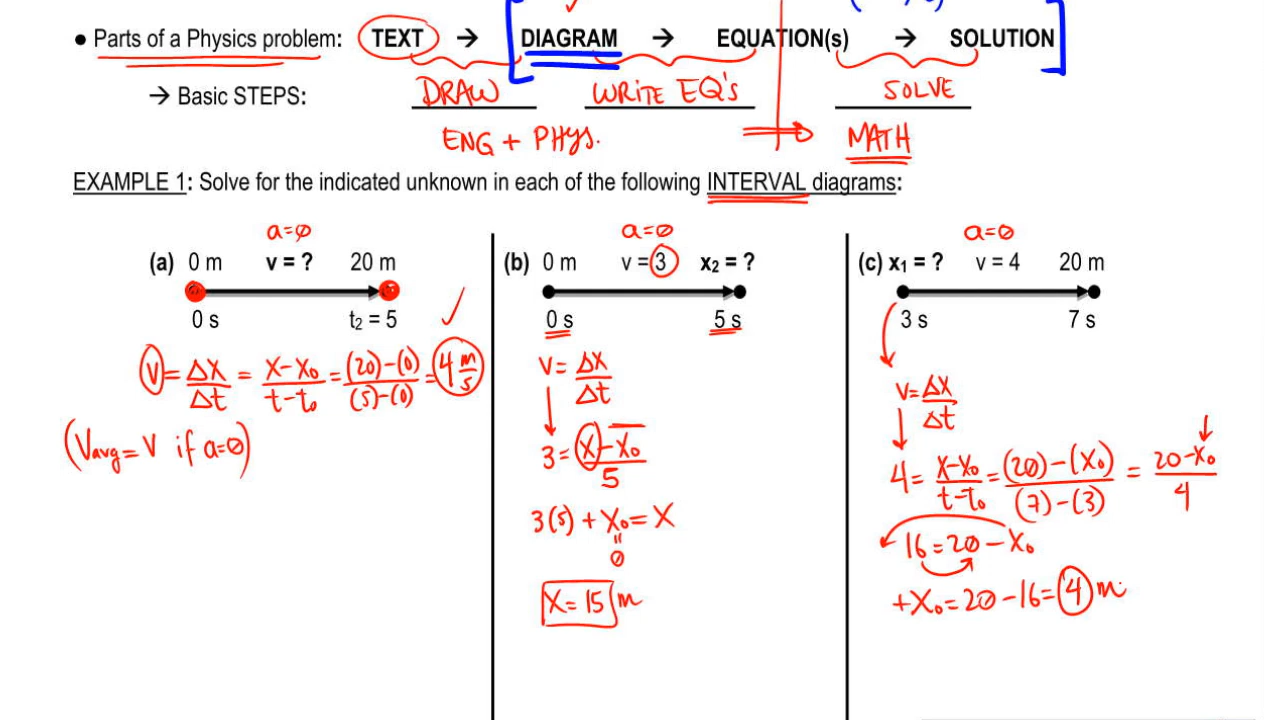 ● Parts of a Physics problem: TEXT → DIAGRAM → EQUATION(s) → SOLUTION
→ Basic STEPS: DRAW WRITE EQ'S SOLVE
ENG + PHYS. ⇒ MATH
EXAMPLE 1: Solve for the indicated unknown in each of the following INTERVAL diagrams:
a=0
(a) 0 m v = ? 20 m
0 s t₂ = 5
V = Δx/Δt = (x-x₀)/(t-t₀) = ((20)-(0))/((5)-(0)) = 4 m/s ✓
(Vavg = V if a=0)
a=0
(b) 0 m v = 3 x₂ = ?
0 s 5 s
V = Δx/Δt
3 = (x-x₀)/5
3(5) + x₀ = x
=
0
x = 15 m
a=0
(c) x₁ = ? v = 4 20 m
3 s 7 s
V = Δx/Δt
4 = (x-x₀)/(t-t₀) = ((20)-(x₀))/((7)-(3)) = (20-x₀)/4
16 = 20 - x₀
+x₀ = 20 - 16 = 4 m